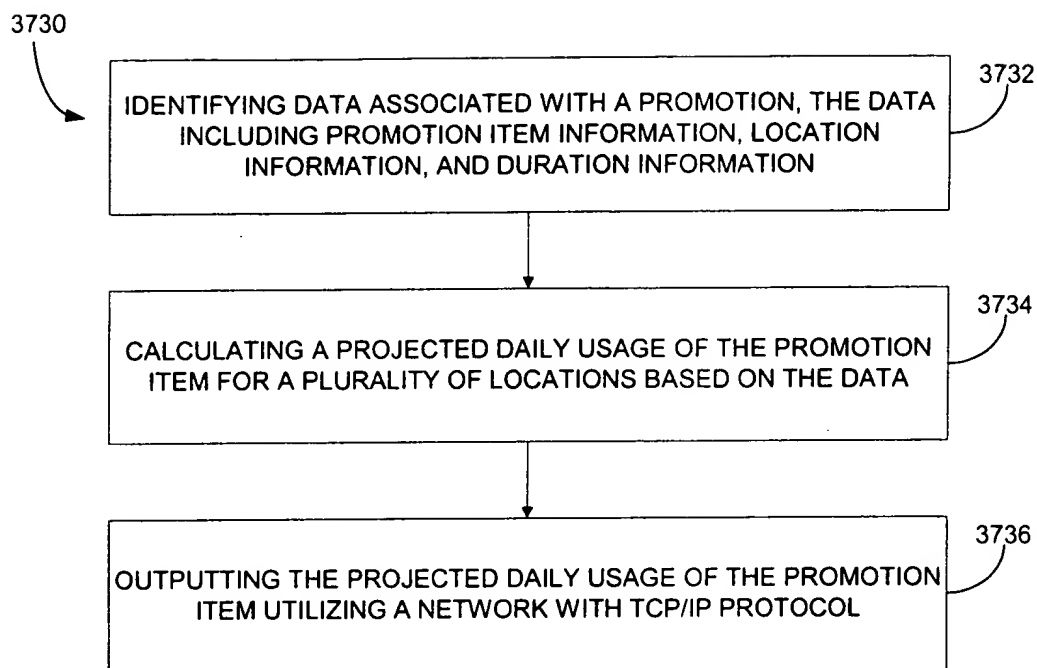 3730
3732
IDENTIFYING DATA ASSOCIATED WITH A PROMOTION, THE DATA
INCLUDING PROMOTION ITEM INFORMATION, LOCATION
INFORMATION, AND DURATION INFORMATION
3734
CALCULATING A PROJECTED DAILY USAGE OF THE PROMOTION
ITEM FOR A PLURALITY OF LOCATIONS BASED ON THE DATA
3736
OUTPUTTING THE PROJECTED DAILY USAGE OF THE PROMOTION
ITEM UTILIZING A NETWORK WITH TCP/IP PROTOCOL